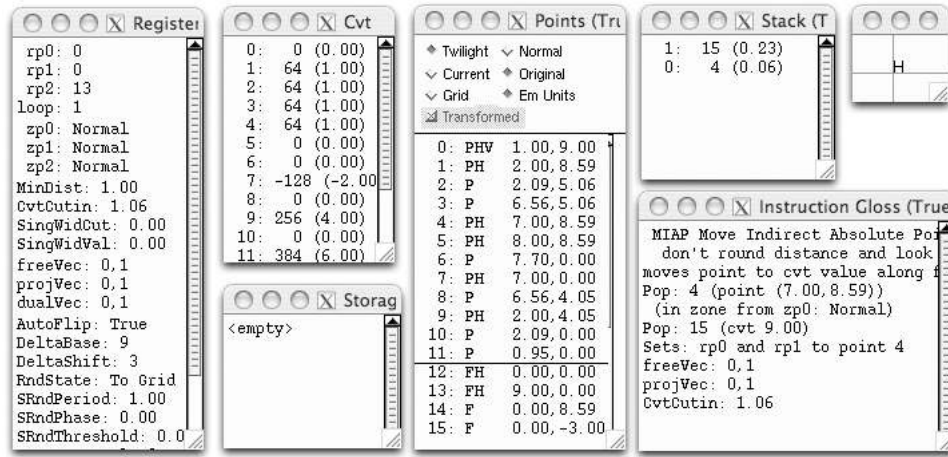 Register
rp0: 0
rp1: 0
rp2: 13
loop: 1
zp0: Normal
zp1: Normal
zp2: Normal
MinDist: 1.00
CvtCutin: 1.06
SingWidCut: 0.00
SingWidVal: 0.00
freeVec: 0,1
projVec: 0,1
dualVec: 0,1
AutoFlip: True
DeltaBase: 9
DeltaShift: 3
RndState: To Grid
SRndPeriod: 1.00
SRndPhase: 0.00
SRndThreshold: 0.0
Cvt
0: 0 (0.00)
1: 64 (1.00)
2: 64 (1.00)
3: 64 (1.00)
4: 64 (1.00)
5: 0 (0.00)
6: 0 (0.00)
7: -128 (-2.00
8: 0 (0.00)
9: 256 (4.00)
10: 0 (0.00)
11: 384 (6.00)
Storag
<empty>
Points (Tru
Twilight Normal
Current Original
Grid Em Units
Transformed
0: PHV 1.00,9.00
1: PH 2.00,8.59
2: P 2.09,5.06
3: P 6.56,5.06
4: PH 7.00,8.59
5: PH 8.00,8.59
6: P 7.70,0.00
7: PH 7.00,0.00
8: P 6.56,4.05
9: PH 2.00,4.05
10: P 2.09,0.00
11: P 0.95,0.00
12: FH 0.00,0.00
13: FH 9.00,0.00
14: F 0.00,8.59
15: F 0.00,-3.00
Stack (T
1: 15 (0.23)
0: 4 (0.06)
H
Instruction Gloss (True
MIAP Move Indirect Absolute Poi
don't round distance and look
moves point to cvt value along f
Pop: 4 (point (7.00,8.59))
(in zone from zp0: Normal)
Pop: 15 (cvt 9.00)
Sets: rp0 and rp1 to point 4
freeVec: 0,1
projVec: 0,1
CvtCutin: 1.06